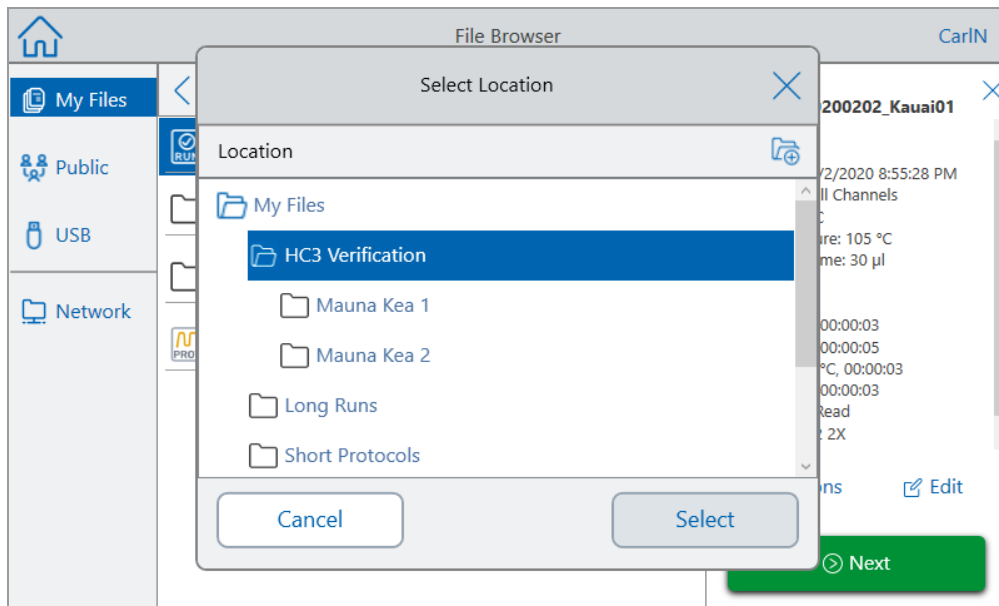 File Browser
CarlN
My Files
Public
USB
Network
RUN
PRO
Select Location
Location
My Files
HC3 Verification
Mauna Kea 1
Mauna Kea 2
Long Runs
Short Protocols
Cancel
Select
200202_Kauai01
/2/2020 8:55:28 PM
ll Channels
C
ure: 105 °C
me: 30 µl
00:00:03
00:00:05
°C, 00:00:03
00:00:03
Read
2X
ons
Edit
Next